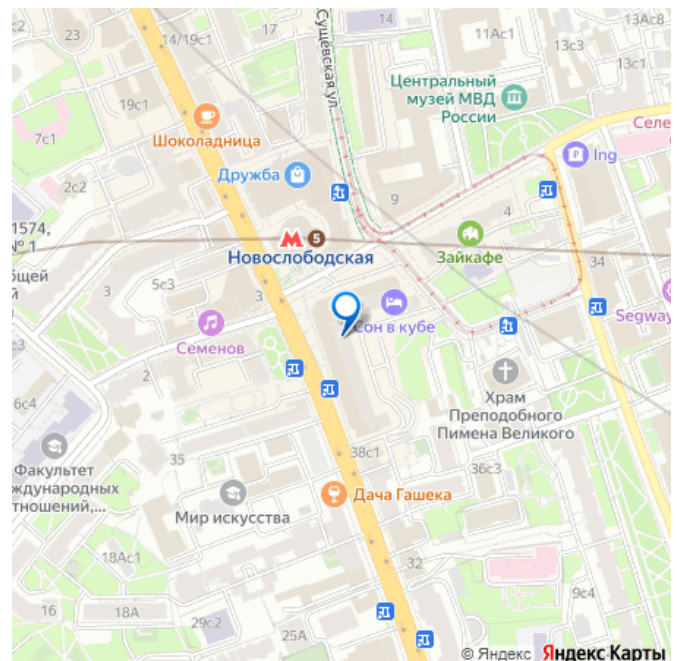 23
14/19с1
17
Сущёвская ул.
11Ас1
13Ас8
13с3
13с1
19с1
Центральный
музей МВД
России
Шоколадница
7с1
Селе
Ing
2с2
Дружба
9
4
1574,
№ 1
бщей
й
М 5
Новослободская
Зайкафе
34
5с3
3
3
Сон в кубе
Segway
Семенов
2
Храм
Преподобного
Пимена Великого
6с4
Факультет
ждународных
тношений,...
35
38с1
36с3
Мир искусства
Дача Гашека
18Ас1
32
9с4
16
18А
29с2
25А
© Яндекс Яндекс Карты